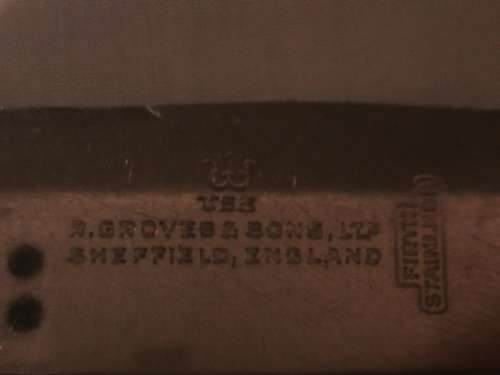 R. GROVES & SONS, LTD
SHEFFIELD, ENGLAND
FIRTH
STAINLESS